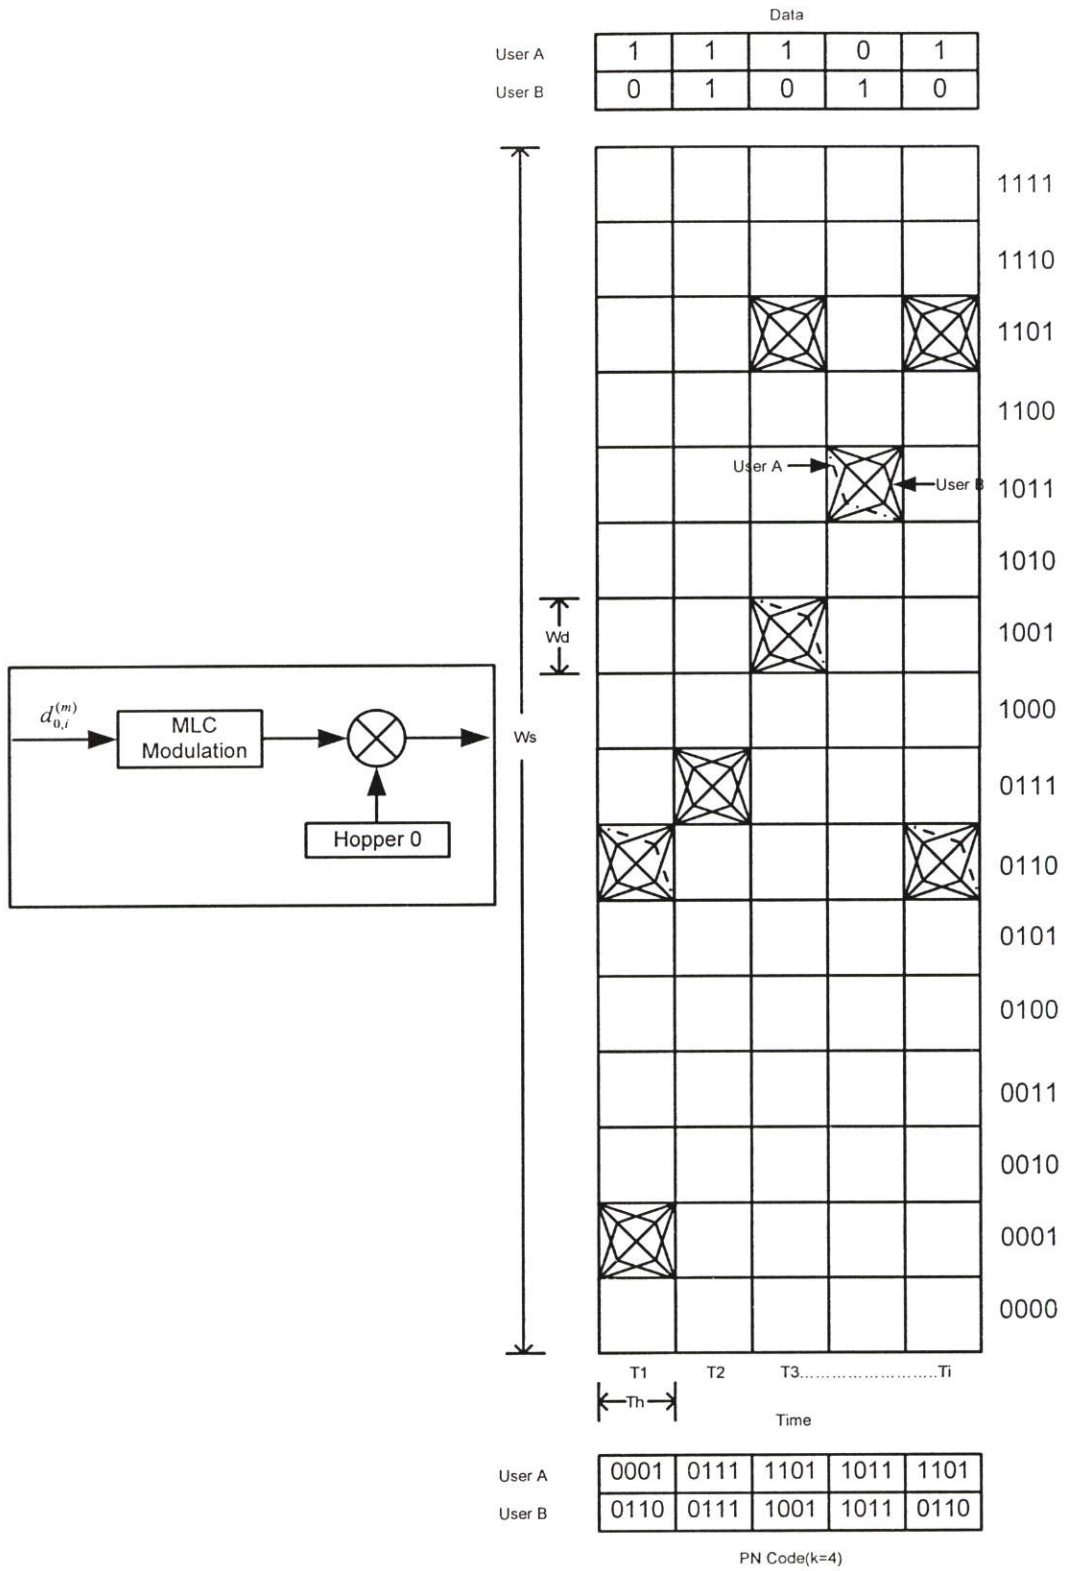 Data
User A 1 1 1 0 1
User B 0 1 0 1 0
1111
1110
1101
1100
User A
User B 1011
1010
Wd 1001
1000
Ws
0111
0110
0101
0100
0011
0010
0001
0000
d_{0,i}^{(m)}
MLC
Modulation
Hopper 0
T1 T2 T3..........................Ti
Th
Time
User A 0001 0111 1101 1011 1101
User B 0110 0111 1001 1011 0110
PN Code(k=4)